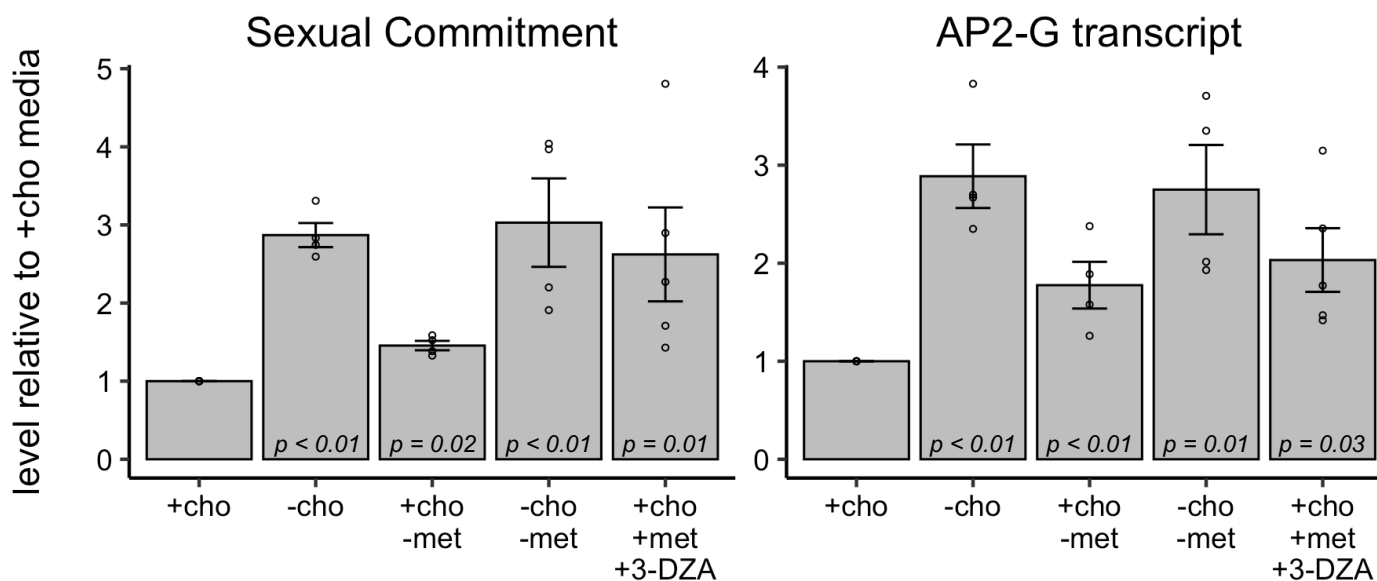 Sexual Commitment
AP2-G transcript
level relative to +cho media
5
4
3
2
1
0
p < 0.01
p = 0.02
p < 0.01
p = 0.01
+cho
-cho
+cho
-met
-cho
-met
+cho
+met
+3-DZA
4
3
2
1
0
p < 0.01
p < 0.01
p = 0.01
p = 0.03
+cho
-cho
+cho
-met
-cho
-met
+cho
+met
+3-DZA